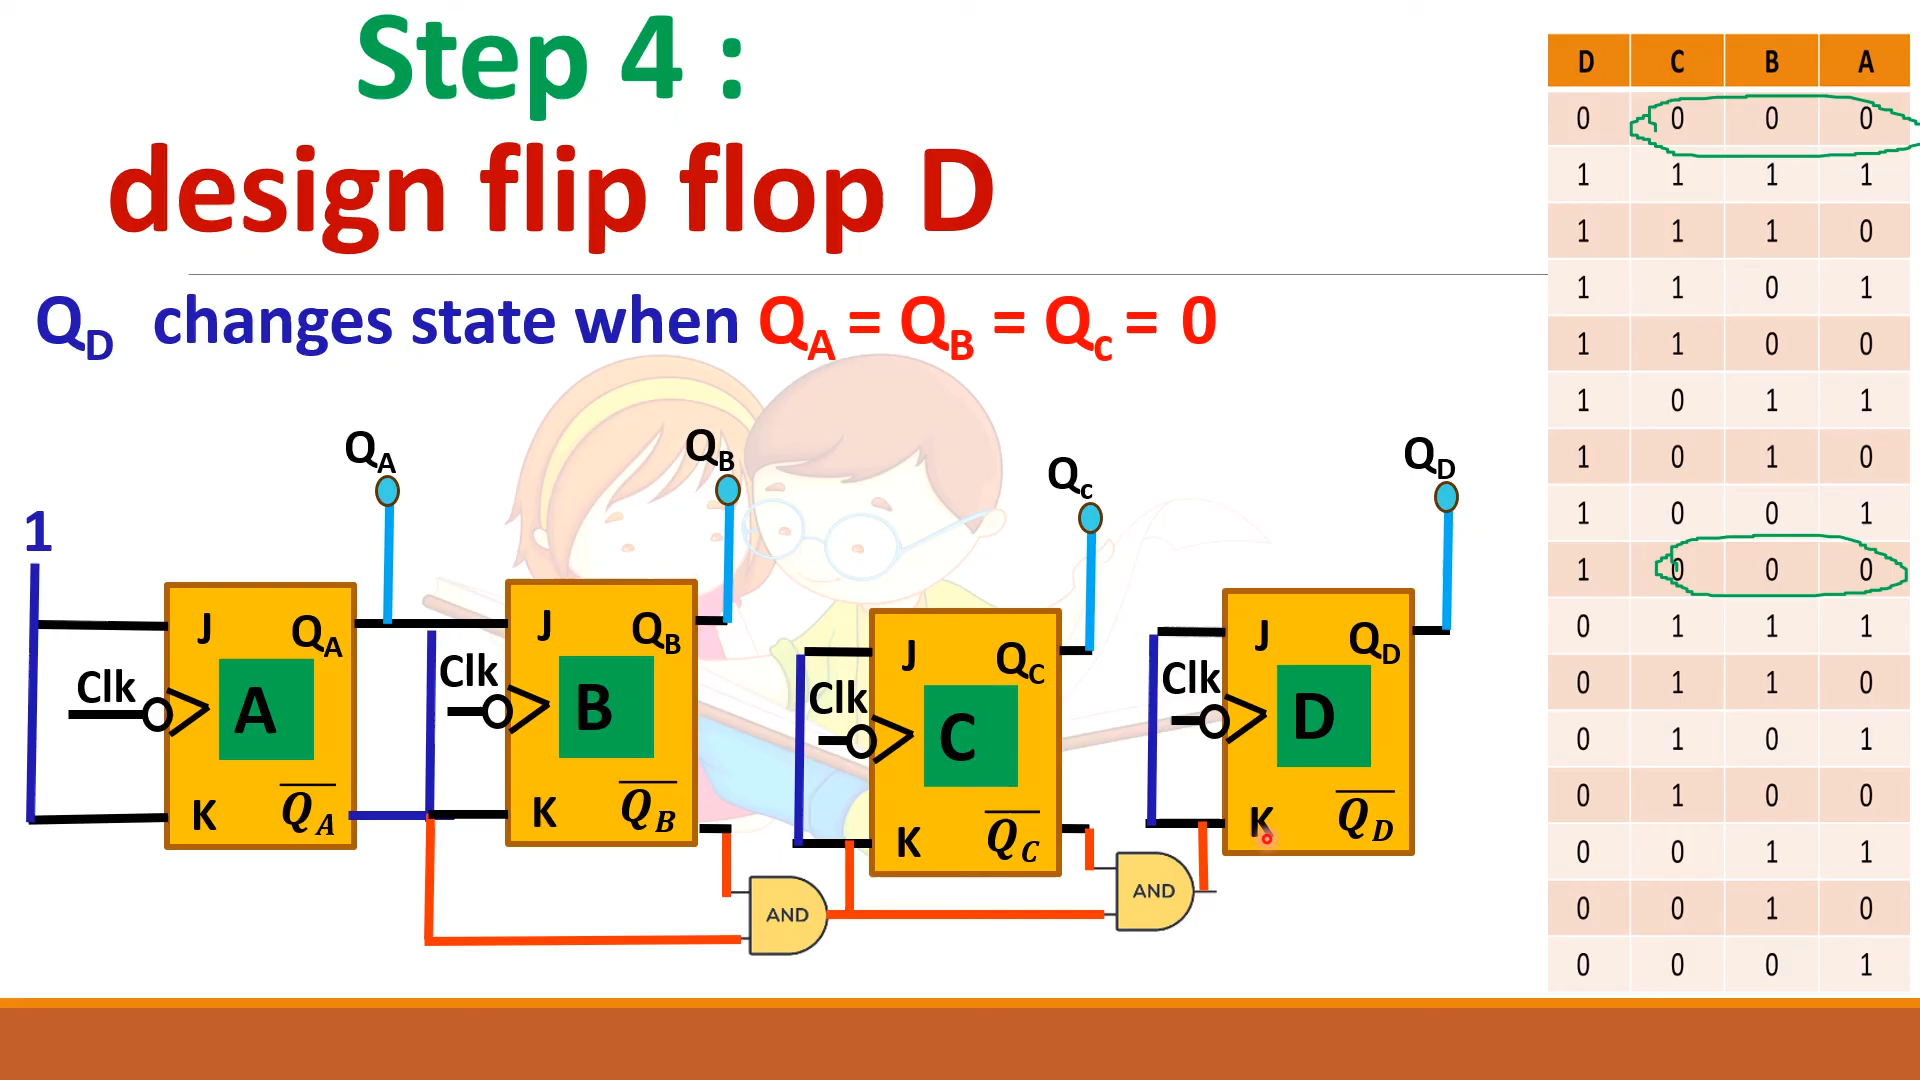 Step 4 :
design flip flop D
Q_D changes state when Q_A = Q_B = Q_c = 0
1
Q_A
Q_B
Q_c
Q_D
J Q_A
Clk
A
K Q̅_A
J Q_B
Clk
B
K Q̅_B
J Q_C
Clk
C
K Q̅_C
J Q_D
Clk
D
K Q̅_D
AND
AND
D C B A
0 0 0 0
1 1 1 1
1 1 1 0
1 1 0 1
1 1 0 0
1 0 1 1
1 0 1 0
1 0 0 1
1 0 0 0
0 1 1 1
0 1 1 0
0 1 0 1
0 1 0 0
0 0 1 1
0 0 1 0
0 0 0 1